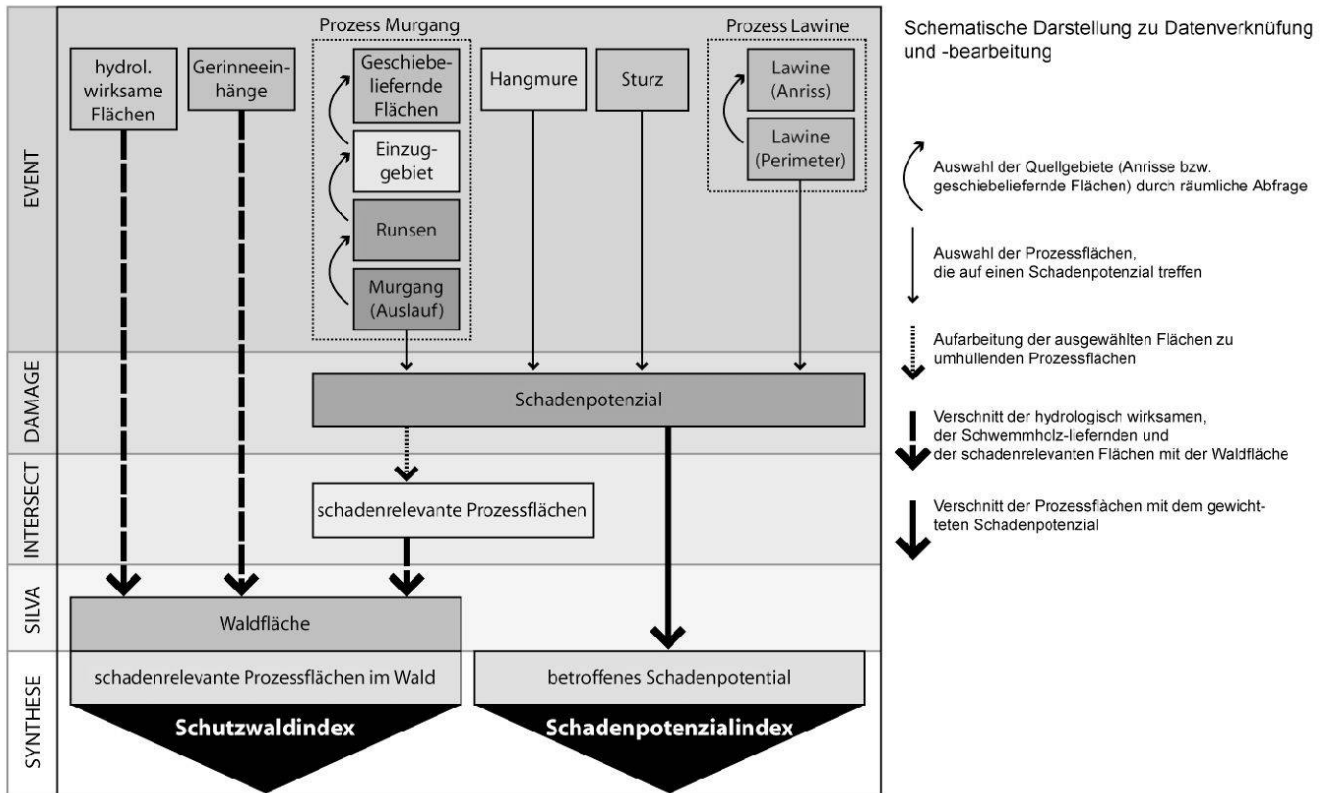 Schematische Darstellung zu Datenverknüfung
und -bearbeitung
EVENT
Prozess Murgang
Prozess Lawine
hydrol.
wirksame
Flächen
Gerinneein-
hänge
Geschiebe-
liefernde
Flächen
Einzug-
gebiet
Runsen
Murgang
(Auslauf)
Hangmure
Sturz
Lawine
(Anriss)
Lawine
(Perimeter)
DAMAGE
Schadenpotenzial
INTERSECT
schadenrelevante Prozessflächen
SILVA
Waldfläche
SYNTHESE
schadenrelevante Prozessflächen im Wald
betroffenes Schadenpotential
Schutzwaldindex
Schadenpotenzialindex
Auswahl der Quellgebiete (Anrisse bzw.
geschiebeliefernde Flächen) durch räumliche Abfrage
Auswahl der Prozessflächen,
die auf einen Schadenpotenzial treffen
Aufarbeitung der ausgewählten Flächen zu
umhullenden Prozessflächen
Verschnitt der hydrologisch wirksamen,
der Schwemmholz-liefernden und
der schadenrelevanten Flächen mit der Waldfläche
Verschnitt der Prozessflächen mit dem gewicht-
teten Schadenpotenzial